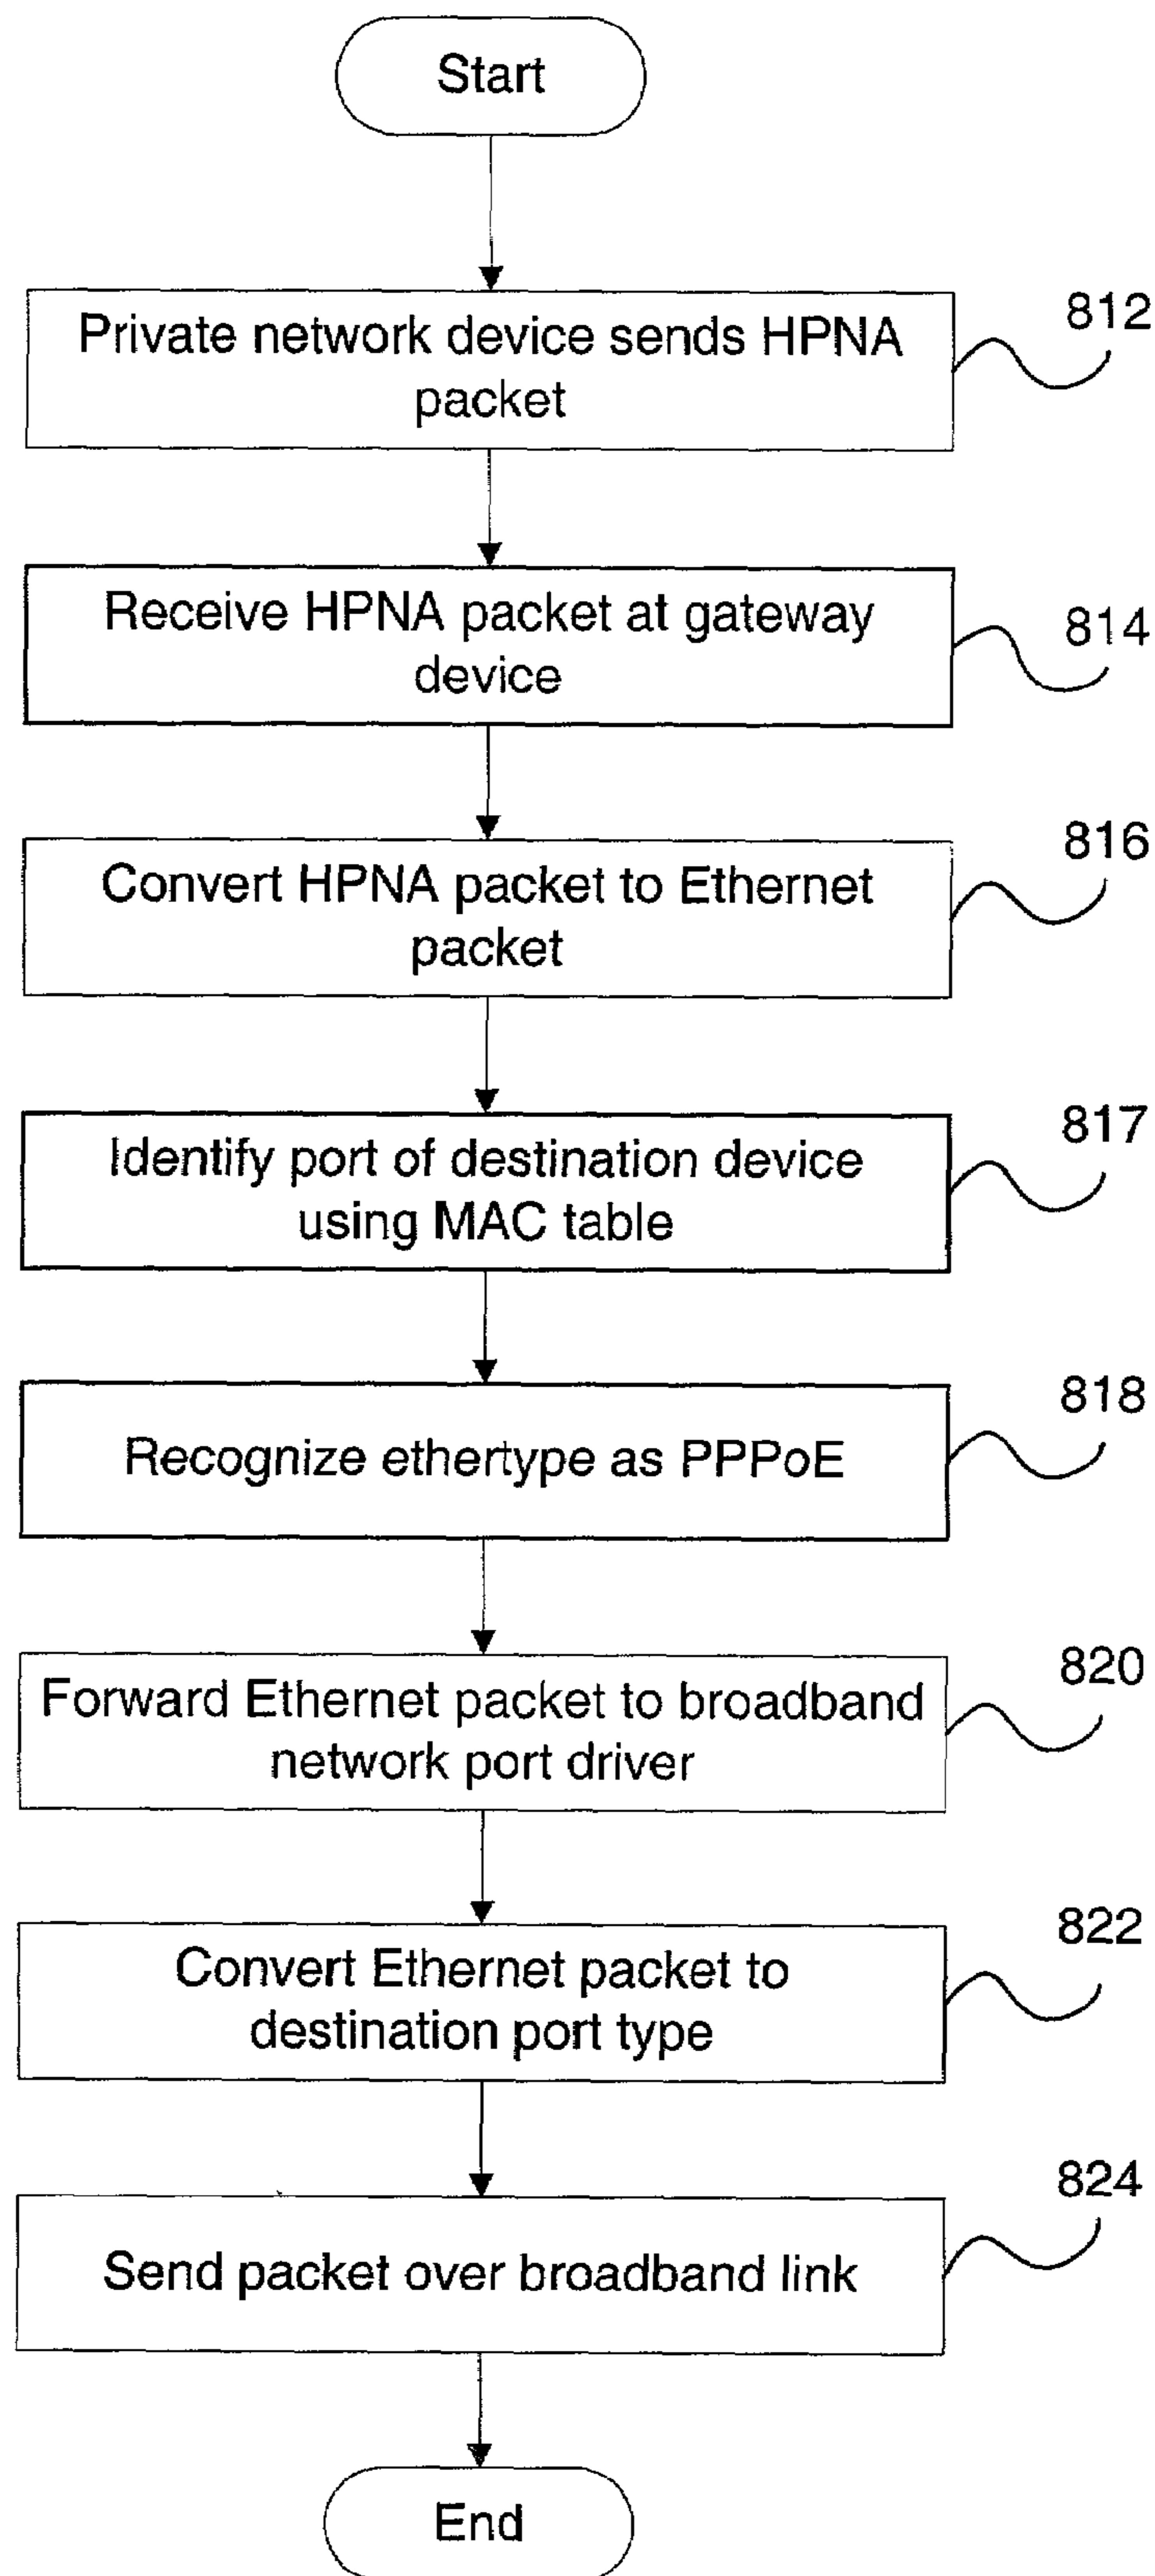 Start
Private network device sends HPNA
packet
812
Receive HPNA packet at gateway
device
814
Convert HPNA packet to Ethernet
packet
816
Identify port of destination device
using MAC table
817
Recognize ethertype as PPPoE
818
Forward Ethernet packet to broadband
network port driver
820
Convert Ethernet packet to
destination port type
822
Send packet over broadband link
824
End